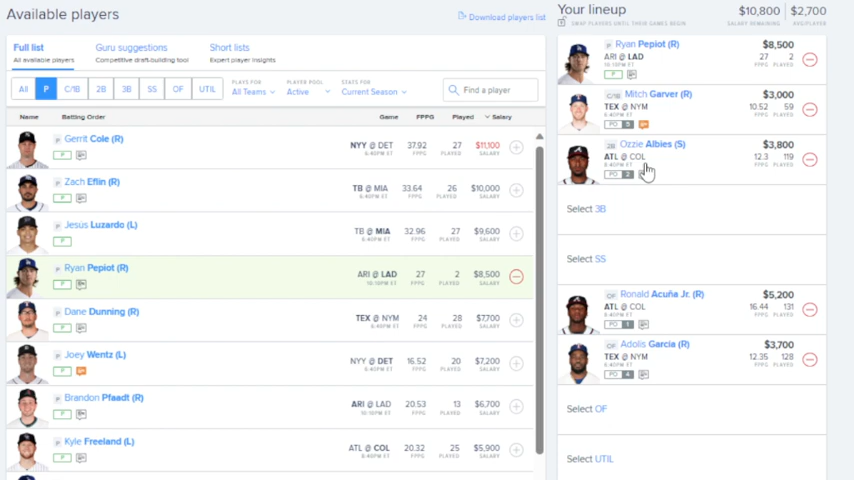 Available players
Download players list
Full list
All available players
Guru suggestions
Competitive draft-building tool
Short lists
Expert player insights
All P C/1B 2B 3B SS OF UTIL
PLAYS FOR
All Teams
PLAYER POOL
Active
STATS FOR
Current Season
Find a player
Name Batting Order Game FPPG Played Salary
P Gerrit Cole (R)
P
NYY @ DET 37.92 27 $11,100
6:40PM ET FPPG PLAYED SALARY
P Zach Eflin (R)
P
TB @ MIA 33.64 26 $10,000
6:40PM ET FPPG PLAYED SALARY
P Jesús Luzardo (L)
P
TB @ MIA 32.96 27 $9,600
6:40PM ET FPPG PLAYED SALARY
P Ryan Pepiot (R)
P
ARI @ LAD 27 2 $8,500
10:10PM ET FPPG PLAYED SALARY
P Dane Dunning (R)
P
TEX @ NYM 24 28 $7,700
6:40PM ET FPPG PLAYED SALARY
P Joey Wentz (L)
P
NYY @ DET 16.52 20 $7,200
6:40PM ET FPPG PLAYED SALARY
P Brandon Pfaadt (R)
P
ARI @ LAD 20.53 13 $6,700
10:10PM ET FPPG PLAYED SALARY
P Kyle Freeland (L)
P
ATL @ COL 20.32 25 $5,900
8:40PM ET FPPG PLAYED SALARY
Your lineup
SWAP PLAYERS UNTIL THEIR GAMES BEGIN
$10,800 $2,700
SALARY REMAINING AVG/PLAYER
P Ryan Pepiot (R) $8,500
ARI @ LAD 27 2
10:10PM ET FPPG PLAYED
P
C/1B Mitch Garver (R) $3,000
TEX @ NYM 10.52 59
6:40PM ET FPPG PLAYED
PO 5
2B Ozzie Albies (S) $3,800
ATL @ COL 12.3 119
8:40PM ET FPPG PLAYED
PO 2
Select 3B
Select SS
OF Ronald Acuña Jr. (R) $5,200
ATL @ COL 16.44 131
8:40PM ET FPPG PLAYED
PO 1
OF Adolis García (R) $3,700
TEX @ NYM 12.35 128
6:40PM ET FPPG PLAYED
PO 4
Select OF
Select UTIL